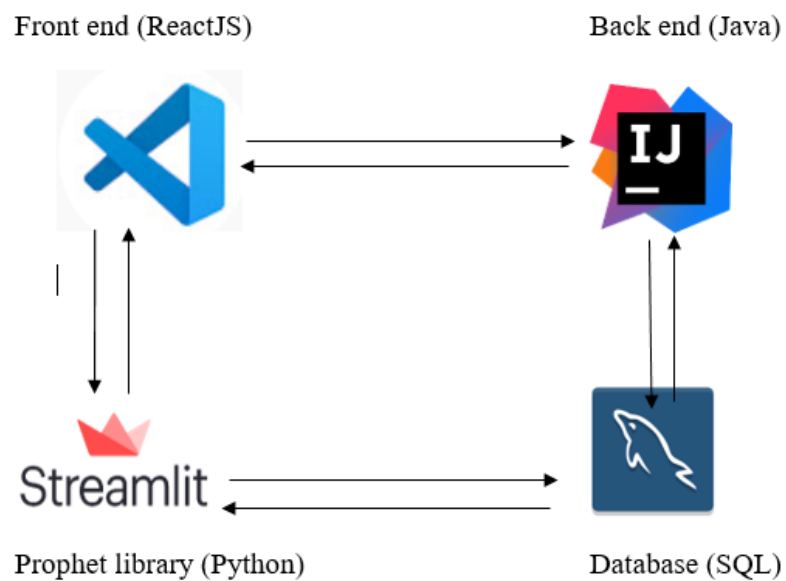 Front end (ReactJS)
Back end (Java)
IJ
Streamlit
Prophet library (Python)
Database (SQL)